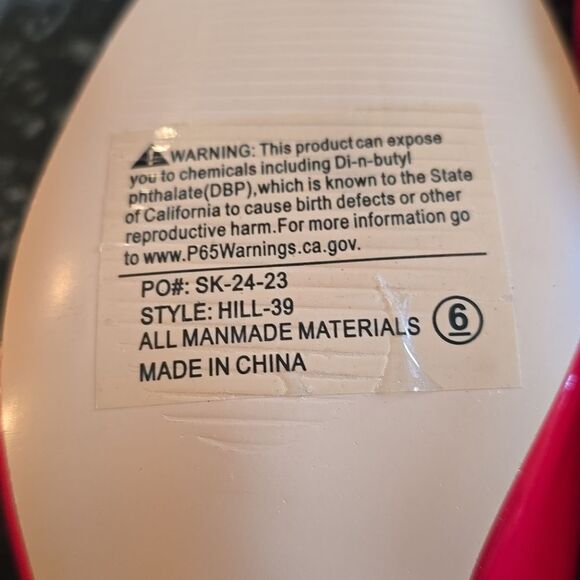 WARNING: This product can expose
you to chemicals including Di-n-butyl
phthalate(DBP),which is known to the State
of California to cause birth defects or other
reproductive harm.For more information go
to www.P65Warnings.ca.gov.
PO#: SK-24-23
STYLE: HILL-39
ALL MANMADE MATERIALS 6
MADE IN CHINA